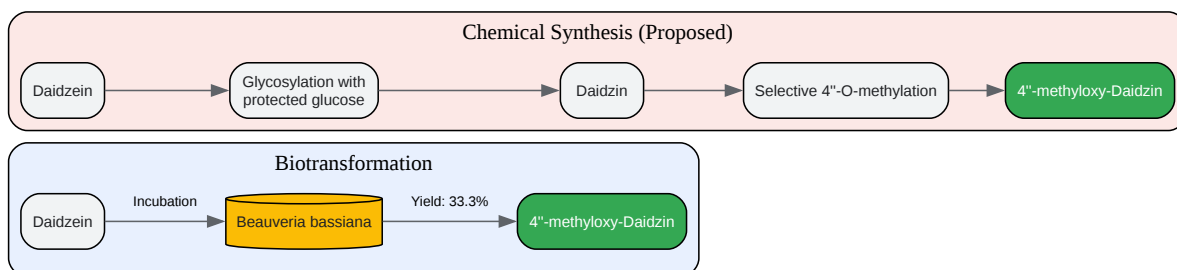 Chemical Synthesis (Proposed)
Daidzein
Glycosylation with
protected glucose
Daidzin
Selective 4''-O-methylation
4''-methyloxy-Daidzin
Biotransformation
Daidzein
Incubation
Beauveria bassiana
Yield: 33.3%
4''-methyloxy-Daidzin